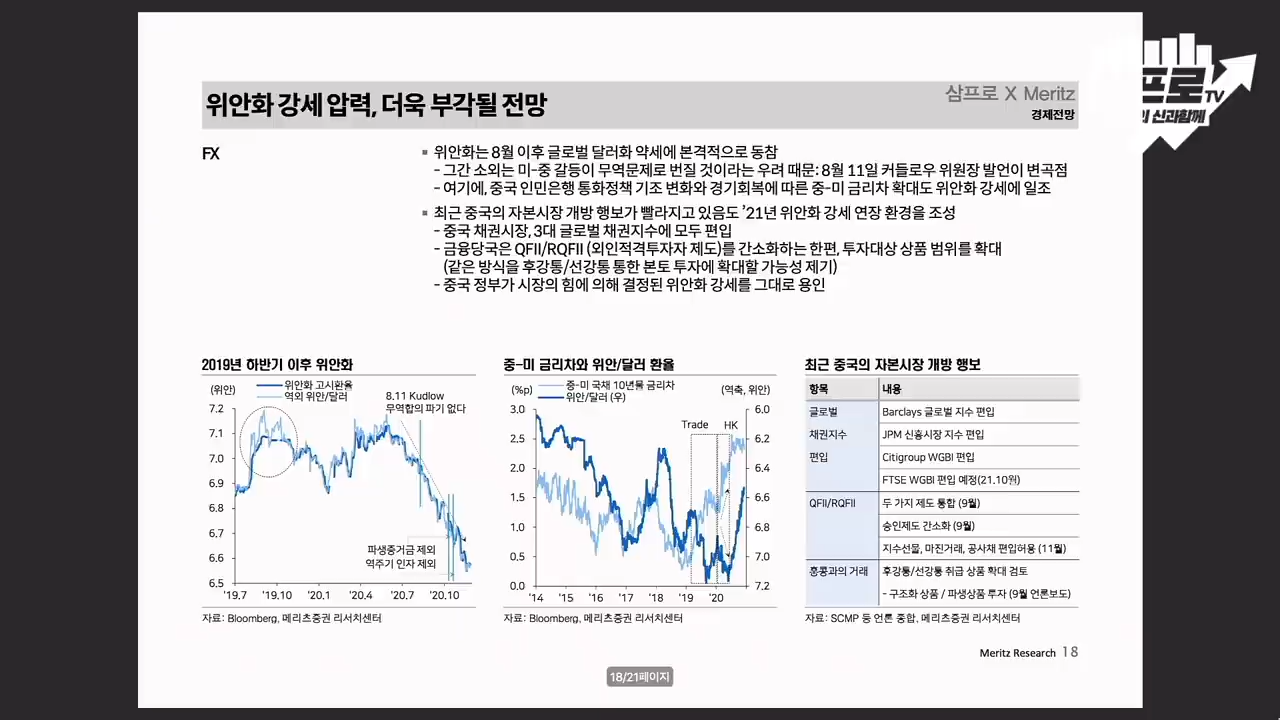 프로TV
의 신과함께
위안화 강세 압력, 더욱 부각될 전망
삼프로 X Meritz
경제전망
FX
▪ 위안화는 8월 이후 글로벌 달러화 약세에 본격적으로 동참
- 그간 소외는 미-중 갈등이 무역문제로 번질 것이라는 우려 때문: 8월 11일 커들로우 위원장 발언이 변곡점
- 여기에, 중국 인민은행 통화정책 기조 변화와 경기회복에 따른 중-미 금리차 확대도 위안화 강세에 일조
▪ 최근 중국의 자본시장 개방 행보가 빨라지고 있음도 '21년 위안화 강세 연장 환경을 조성
- 중국 채권시장, 3대 글로벌 채권지수에 모두 편입
- 금융당국은 QFII/RQFII (외인적격투자자 제도)를 간소화하는 한편, 투자대상 상품 범위를 확대
(같은 방식을 후강통/선강통 통한 본토 투자에 확대할 가능성 제기)
- 중국 정부가 시장의 힘에 의해 결정된 위안화 강세를 그대로 용인
2019년 하반기 이후 위안화
(위안)
위안화 고시환율
역외 위안/달러
8.11 Kudlow
무역합의 파기 없다
7.2
7.1
7.0
6.9
6.8
6.7
6.6
6.5
파생증거금 제외
역주기 인자 제외
'19.7 '19.10 '20.1 '20.4 '20.7 '20.10
자료: Bloomberg, 메리츠증권 리서치센터
중-미 금리차와 위안/달러 환율
(%p)
중-미 국채 10년물 금리차
위안/달러 (우)
(역축, 위안)
3.0
2.5
2.0
1.5
1.0
0.5
0.0
Trade
HK
6.0
6.2
6.4
6.6
6.8
7.0
7.2
'14 '15 '16 '17 '18 '19 '20
자료: Bloomberg, 메리츠증권 리서치센터
최근 중국의 자본시장 개방 행보
항목 내용
글로벌 Barclays 글로벌 지수 편입
채권지수 JPM 신흥시장 지수 편입
편입 Citigroup WGBI 편입
FTSE WGBI 편입 예정(21.10월)
QFII/RQFII 두 가지 제도 통합 (9월)
승인제도 간소화 (9월)
지수선물, 마진거래, 공사채 편입허용 (11월)
홍콩과의 거래 후강통/선강통 취급 상품 확대 검토
- 구조화 상품 / 파생상품 투자 (9월 언론보도)
자료: SCMP 등 언론 종합, 메리츠증권 리서치센터
Meritz Research 18
18/21페이지